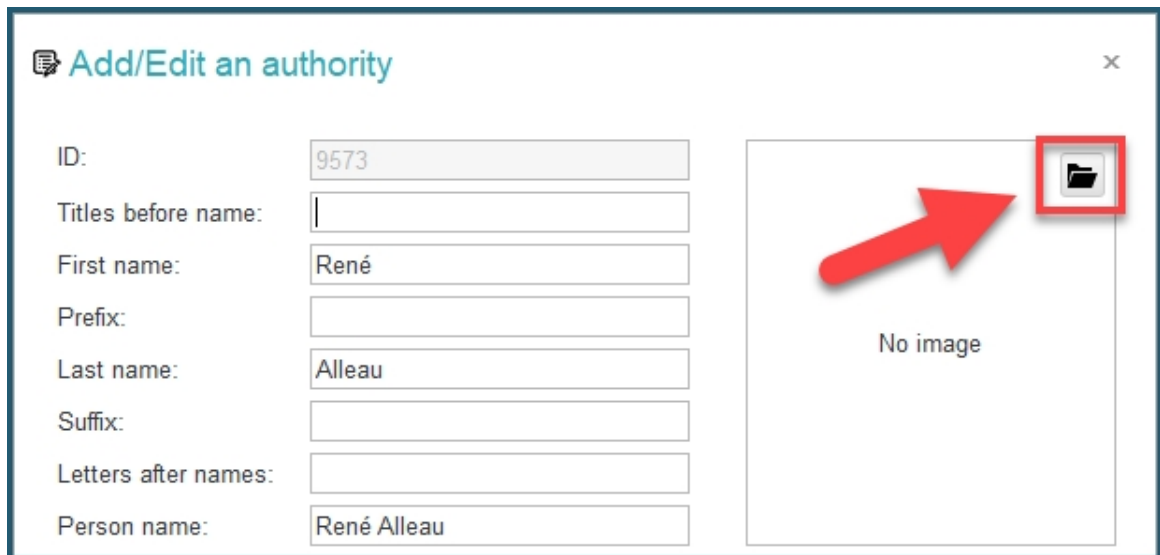 Add/Edit an authority
ID: 9573
Titles before name:
First name: René
Prefix:
Last name: Alleau
Suffix:
Letters after names:
Person name: René Alleau
No image